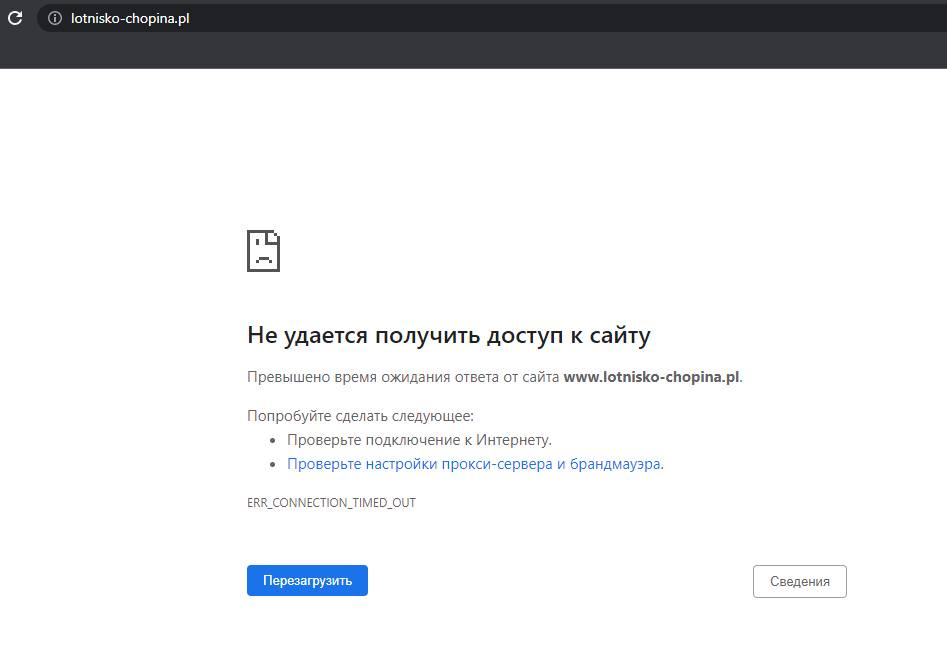 lotnisko-chopina.pl
Не удается получить доступ к сайту
Превышено время ожидания ответа от сайта www.lotnisko-chopina.pl.
Попробуйте сделать следующее:
• Проверьте подключение к Интернету.
• Проверьте настройки прокси-сервера и брандмауэра.
ERR_CONNECTION_TIMED_OUT
Перезагрузить
Сведения